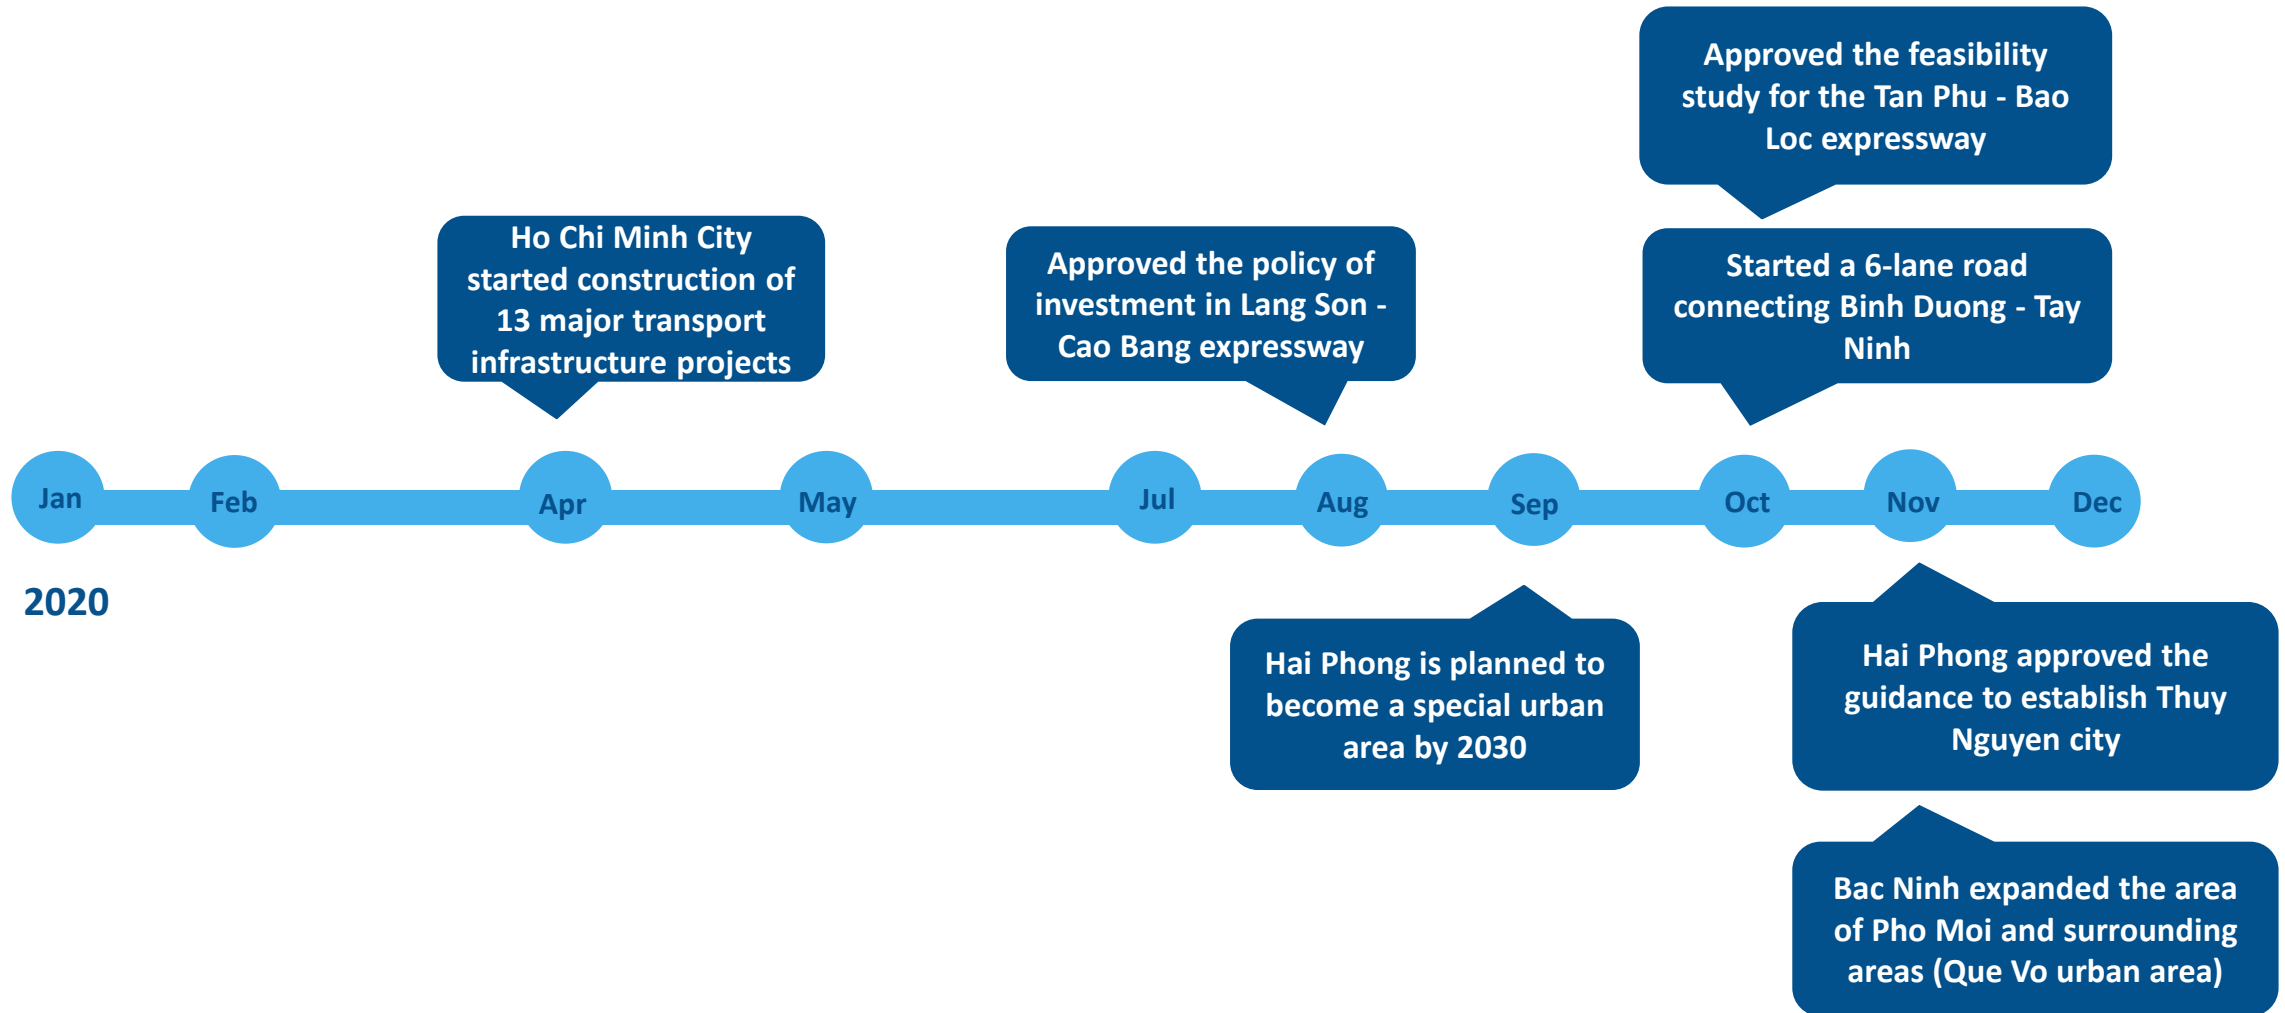 Approved the feasibility
study for the Tan Phu - Bao
Loc expressway
Ho Chi Minh City
started construction of
13 major transport
infrastructure projects
Approved the policy of
investment in Lang Son -
Cao Bang expressway
Started a 6-lane road
connecting Binh Duong - Tay
Ninh
Jan
Feb
Apr
May
Jul
Aug
Sep
Oct
Nov
Dec
2020
Hai Phong is planned to
become a special urban
area by 2030
Hai Phong approved the
guidance to establish Thuy
Nguyen city
Bac Ninh expanded the area
of Pho Moi and surrounding
areas (Que Vo urban area)